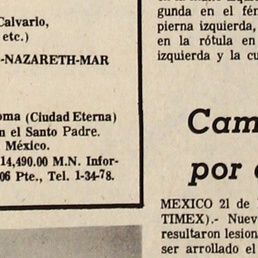 Calvario,
etc.)
-NAZARETH-MAR
oma (Ciudad Eterna)
en el Santo Padre.
México.
14,490.00 M.N. Infor-
06 Pte., Tel. 1-34-78.
gunda en el
pierna izquierda,
en la rótula en
izquierda y la
Cam
por
MEXICO 21 de
TIMEX).- Nuev
resultaron lesion
ser arrollado el